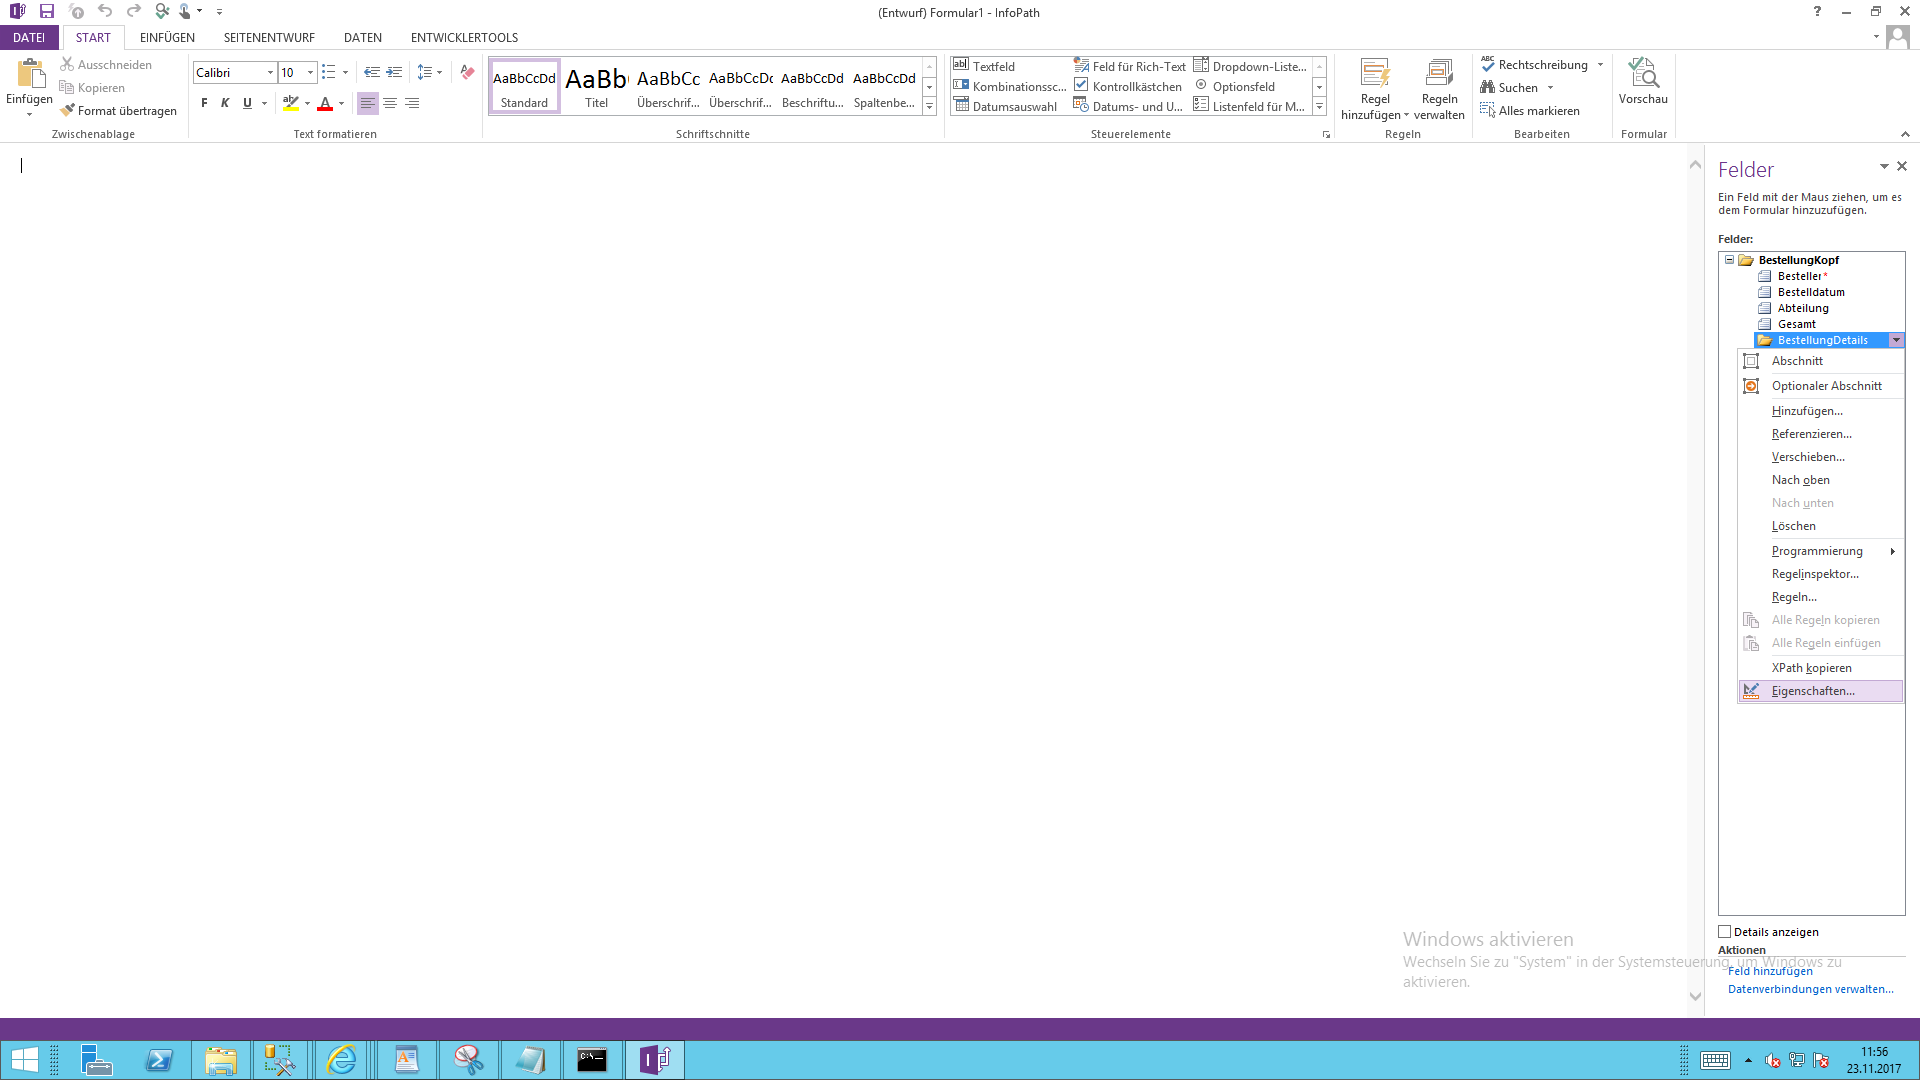 (Entwurf) Formular1 - InfoPath
?
DATEI
START
EINFÜGEN
SEITENENTWURF
DATEN
ENTWICKLERTOOLS
Einfügen
Ausschneiden
Kopieren
Format übertragen
Zwischenablage
Calibri
10
F K U
Text formatieren
AaBbCcDd
Standard
AaBb
Titel
AaBbCc
Überschrif...
AaBbCcDc
Überschrif...
AaBbCcDd
Beschriftu...
AaBbCcDd
Spaltenbe...
Schriftschnitte
Textfeld
Kombinationssc...
Datumsauswahl
Feld für Rich-Text
Kontrollkästchen
Datums- und U...
Dropdown-Liste...
Optionsfeld
Listenfeld für M...
Steuerelemente
Regel
hinzufügen
Regeln
verwalten
Regeln
Rechtschreibung
Suchen
Alles markieren
Bearbeiten
Vorschau
Formular
Felder
Ein Feld mit der Maus ziehen, um es
dem Formular hinzuzufügen.
Felder:
BestellungKopf
Besteller*
Bestelldatum
Abteilung
Gesamt
BestellungDetails
Abschnitt
Optionaler Abschnitt
Hinzufügen...
Referenzieren...
Verschieben...
Nach oben
Nach unten
Löschen
Programmierung
Regelinspektor...
Regeln...
Alle Regeln kopieren
Alle Regeln einfügen
XPath kopieren
Eigenschaften...
Details anzeigen
Aktionen
Feld hinzufügen
Datenverbindungen verwalten...
Windows aktivieren
Wechseln Sie zu "System" in der Systemsteuerung, um Windows zu
aktivieren.
11:56
23.11.2017